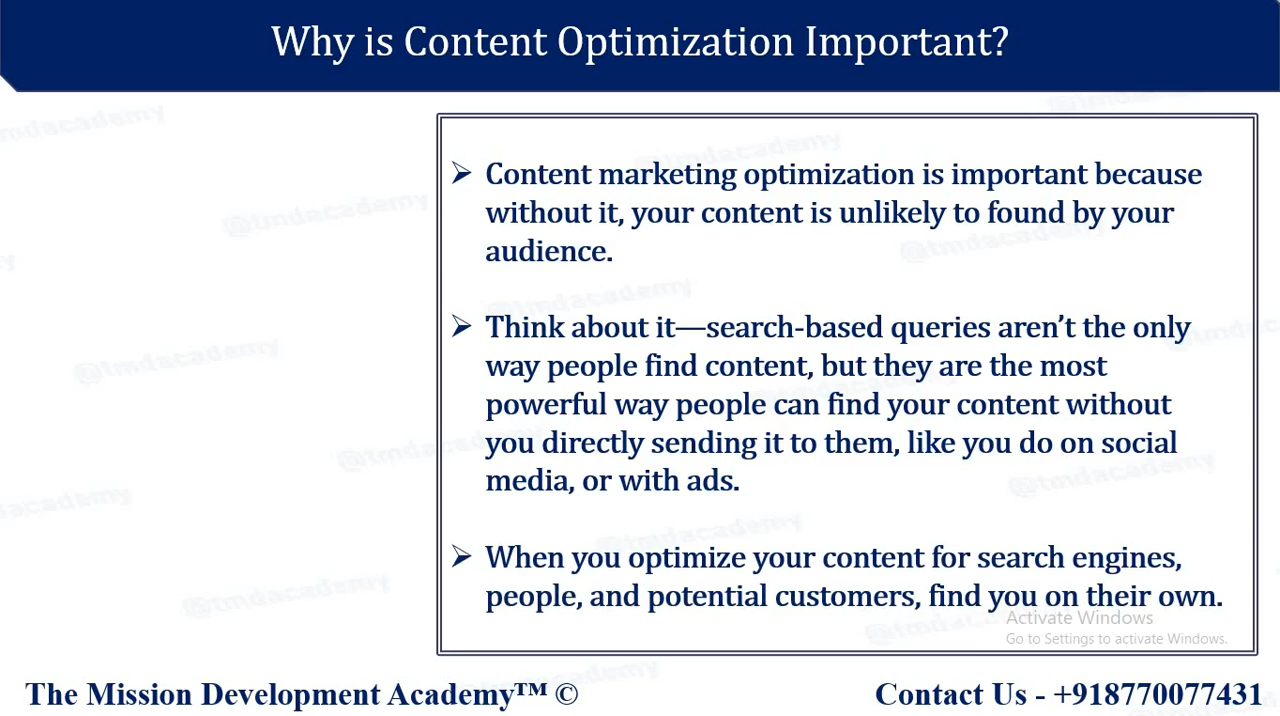 Why is Content Optimization Important?
@tmdacademy
➢ Content marketing optimization is important because
without it, your content is unlikely to found by your
audience.
➢ Think about it—search-based queries aren't the only
way people find content, but they are the most
powerful way people can find your content without
you directly sending it to them, like you do on social
media, or with ads.
➢ When you optimize your content for search engines,
people, and potential customers, find you on their own.
Activate Windows
Go to Settings to activate Windows.
The Mission Development Academy™ ©
Contact Us - +918770077431